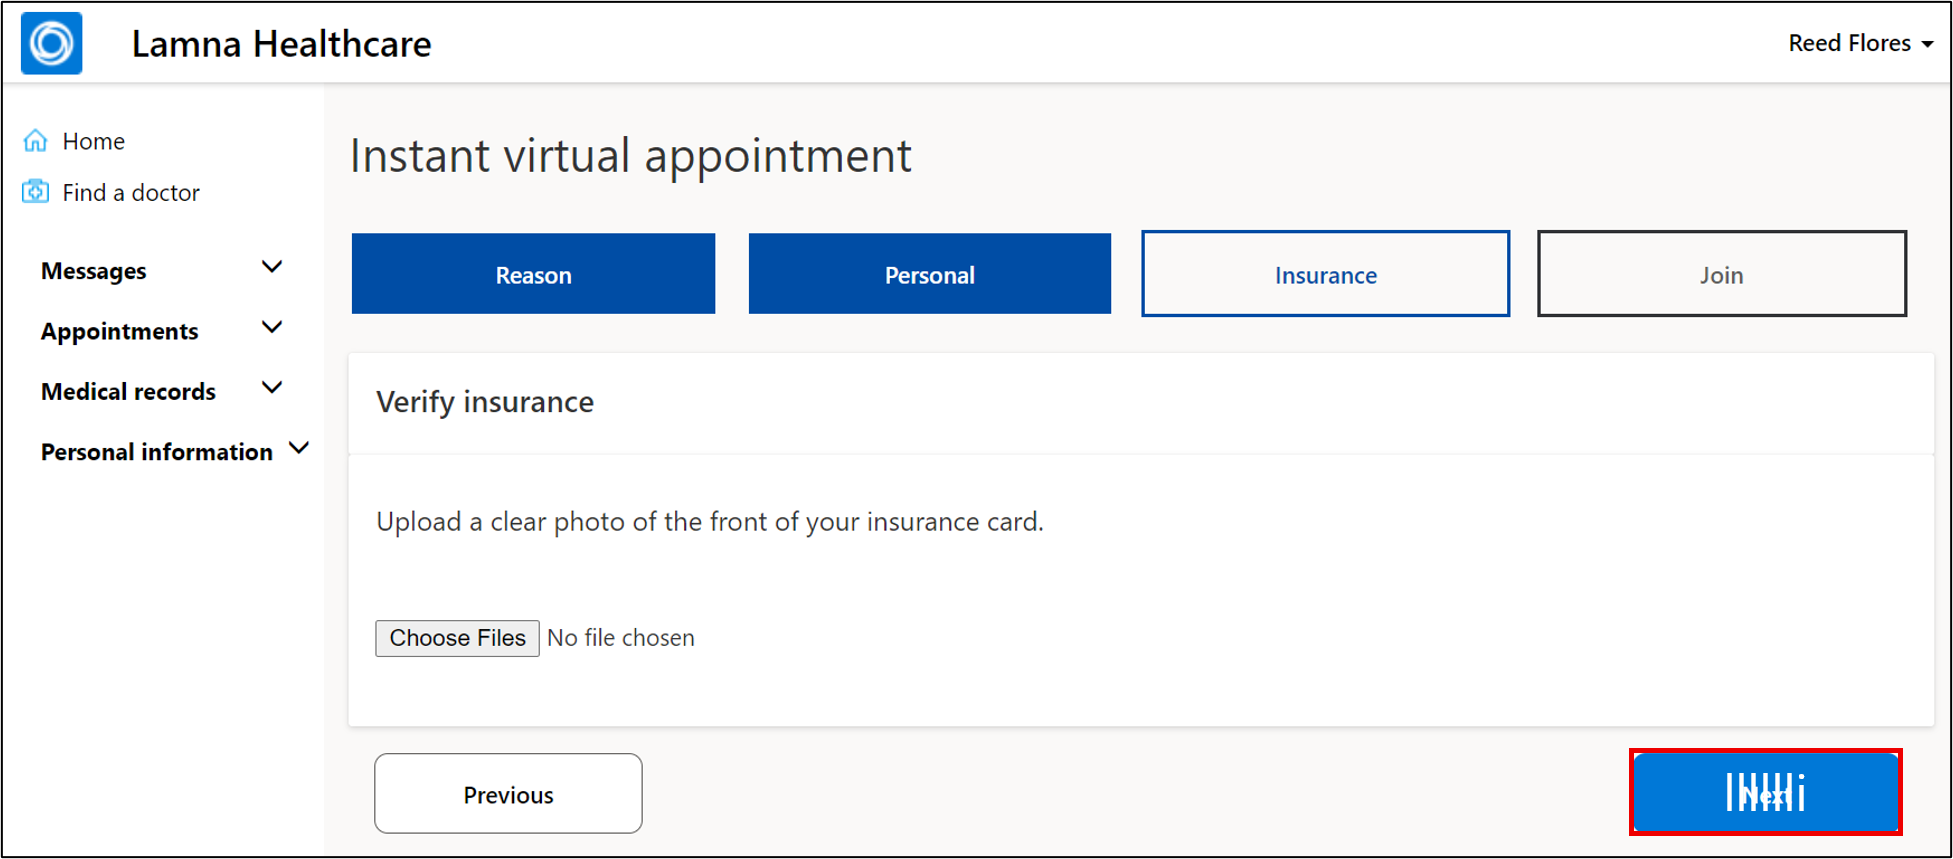 Lamna Healthcare
Reed Flores
Home
Find a doctor
Messages
Appointments
Medical records
Personal information
Instant virtual appointment
Reason
Personal
Insurance
Join
Verify insurance
Upload a clear photo of the front of your insurance card.
Choose Files No file chosen
Previous
Next